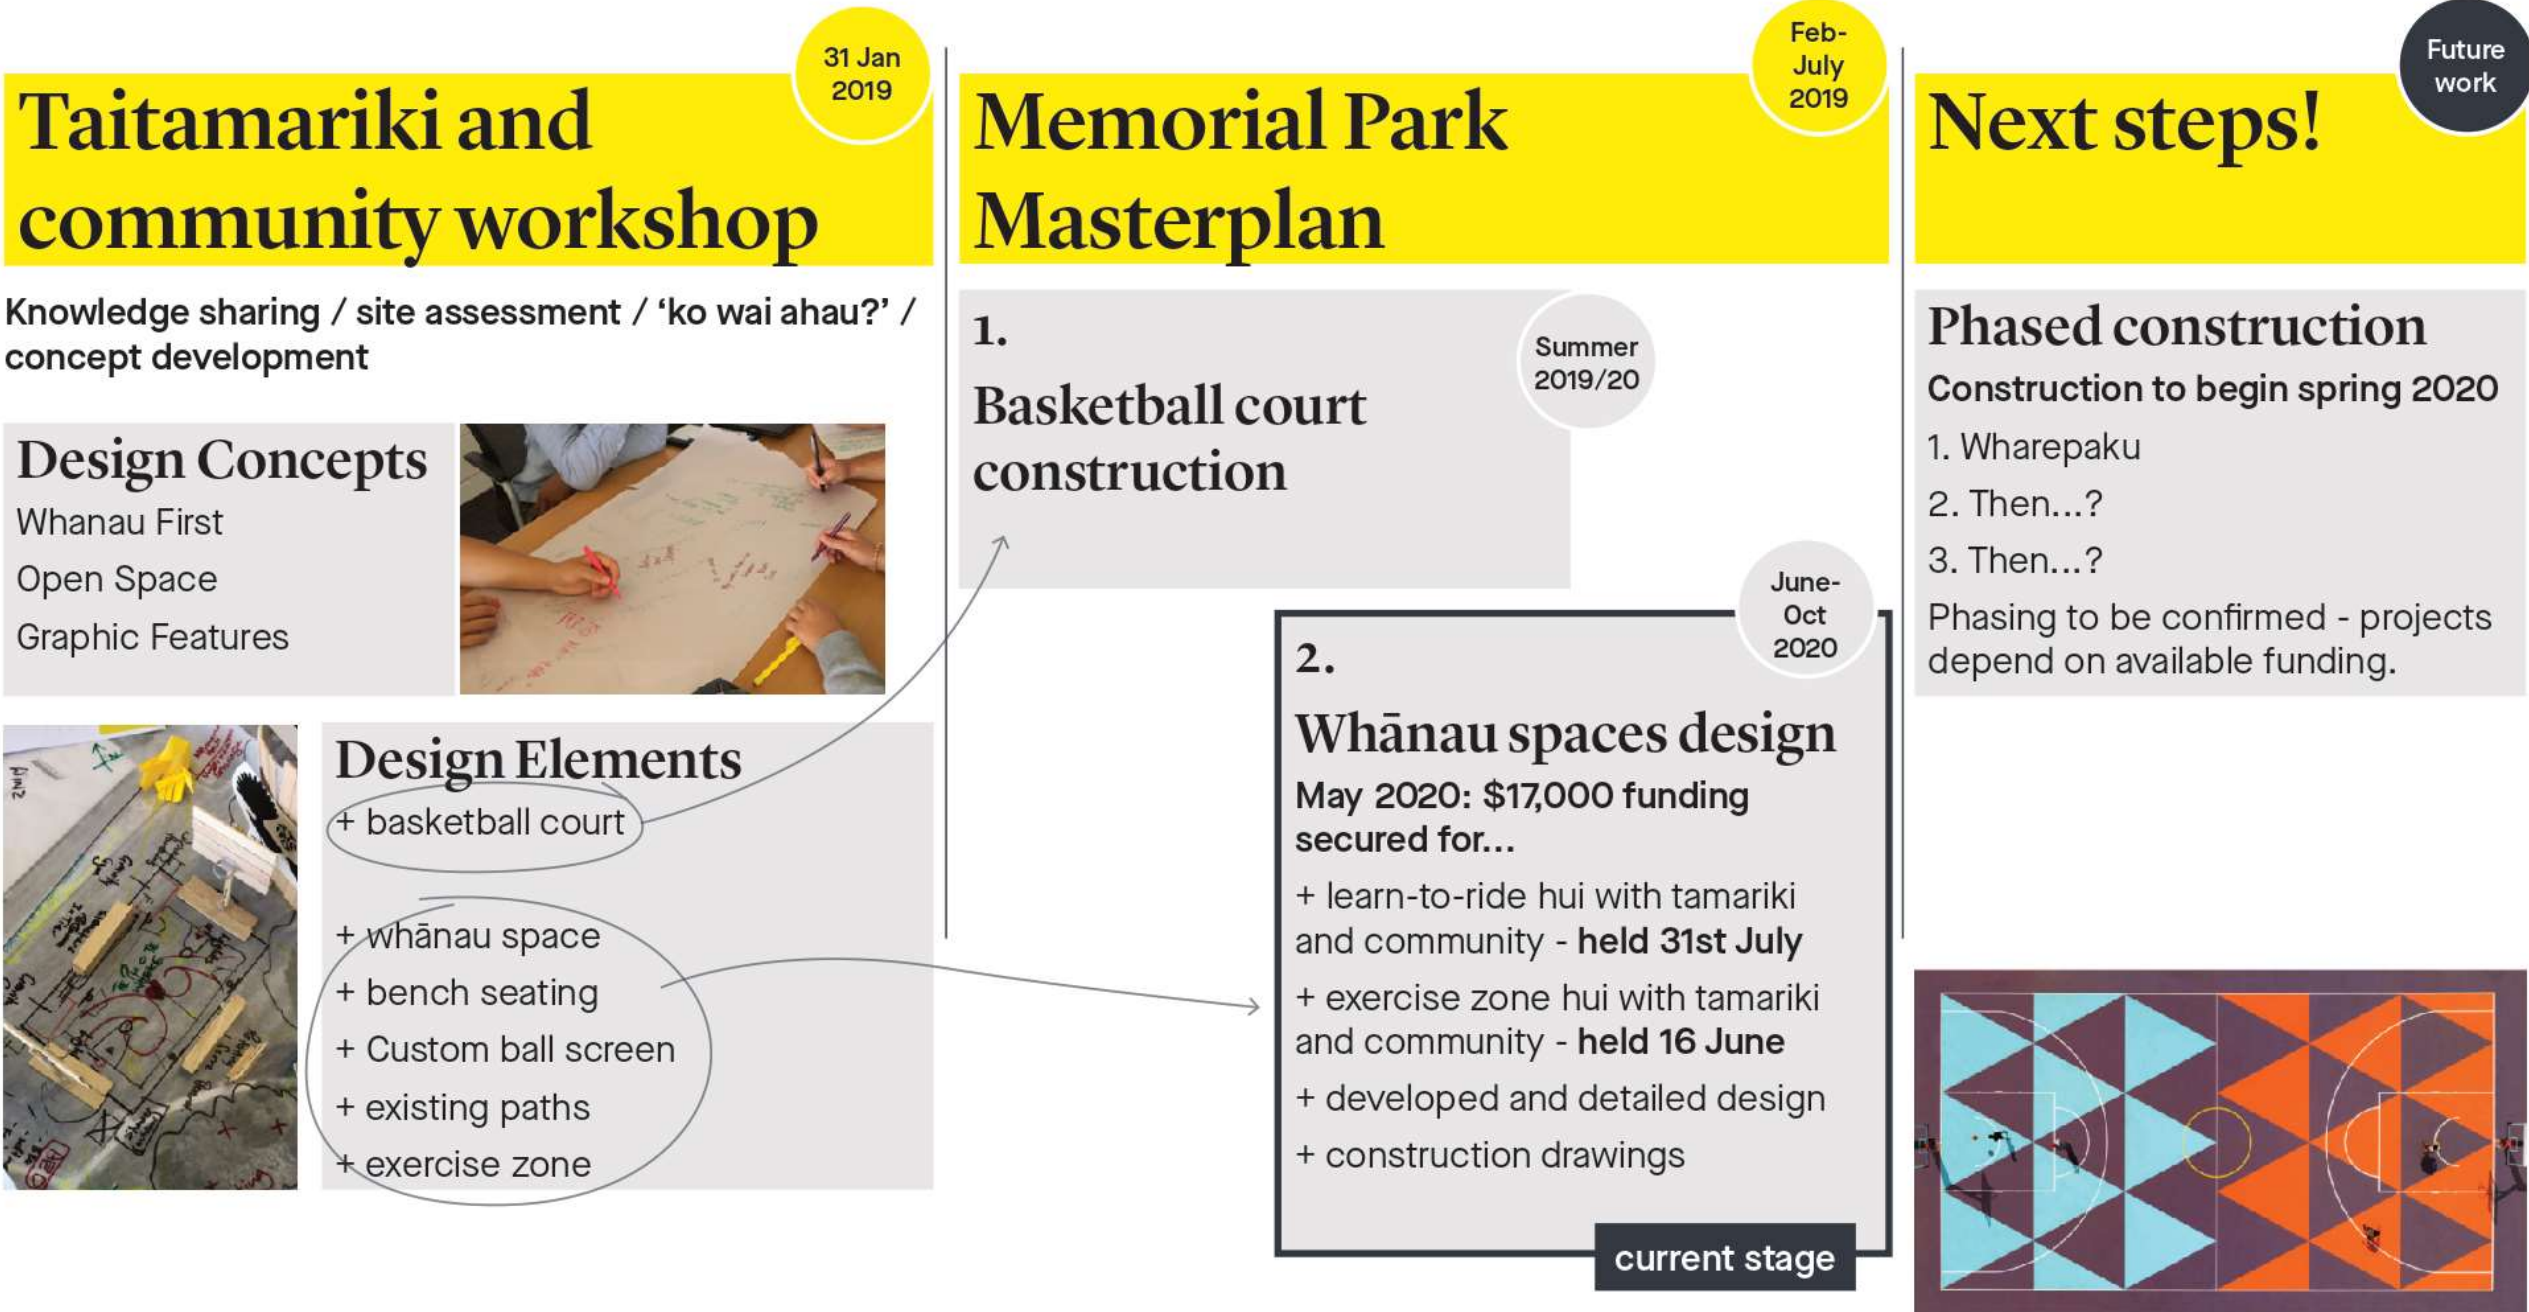 31 Jan
2019
Taitamariki and
community workshop
Knowledge sharing / site assessment / ‘ko wai ahau?’ /
concept development
Design Concepts
Whanau First
Open Space
Graphic Features
Design Elements
+ basketball court
+ whānau space
+ bench seating
+ Custom ball screen
+ existing paths
+ exercise zone
Feb-
July
2019
Memorial Park
Masterplan
Summer
2019/20
1.
Basketball court
construction
June-
Oct
2020
2.
Whānau spaces design
May 2020: $17,000 funding
secured for...
+ learn-to-ride hui with tamariki
and community - held 31st July
+ exercise zone hui with tamariki
and community - held 16 June
+ developed and detailed design
+ construction drawings
current stage
Future
work
Next steps!
Phased construction
Construction to begin spring 2020
1. Wharepaku
2. Then...?
3. Then...?
Phasing to be confirmed - projects
depend on available funding.